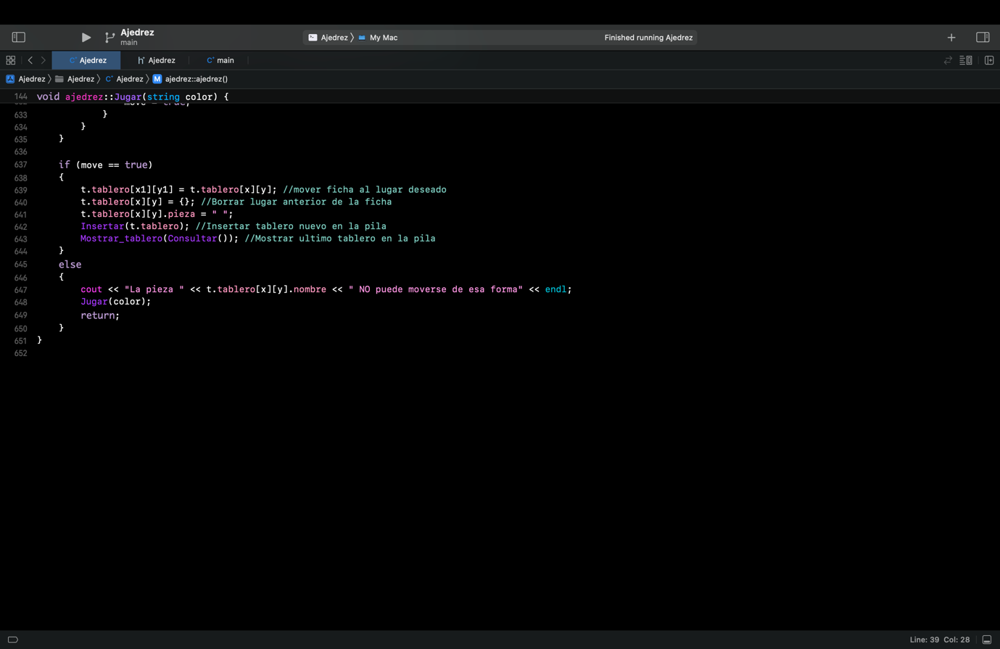 Ajedrez
main
Ajedrez 〉 My Mac
Finished running Ajedrez
Ajedrez
Ajedrez
main
Ajedrez 〉 Ajedrez 〉 Ajedrez 〉 M ajedrez::ajedrez()
144 void ajedrez::Jugar(string color) {
632 move = true;
633 }
634 }
635 }
636
637 if (move == true)
638 {
639 t.tablero[x1][y1] = t.tablero[x][y]; //mover ficha al lugar deseado
640 t.tablero[x][y] = {}; //Borrar lugar anterior de la ficha
641 t.tablero[x][y].pieza = " ";
642 Insertar(t.tablero); //Insertar tablero nuevo en la pila
643 Mostrar_tablero(Consultar()); //Mostrar ultimo tablero en la pila
644 }
645 else
646 {
647 cout << "La pieza " << t.tablero[x][y].nombre << " NO puede moverse de esa forma" << endl;
648 Jugar(color);
649 return;
650 }
651 }
652
Line: 39 Col: 28